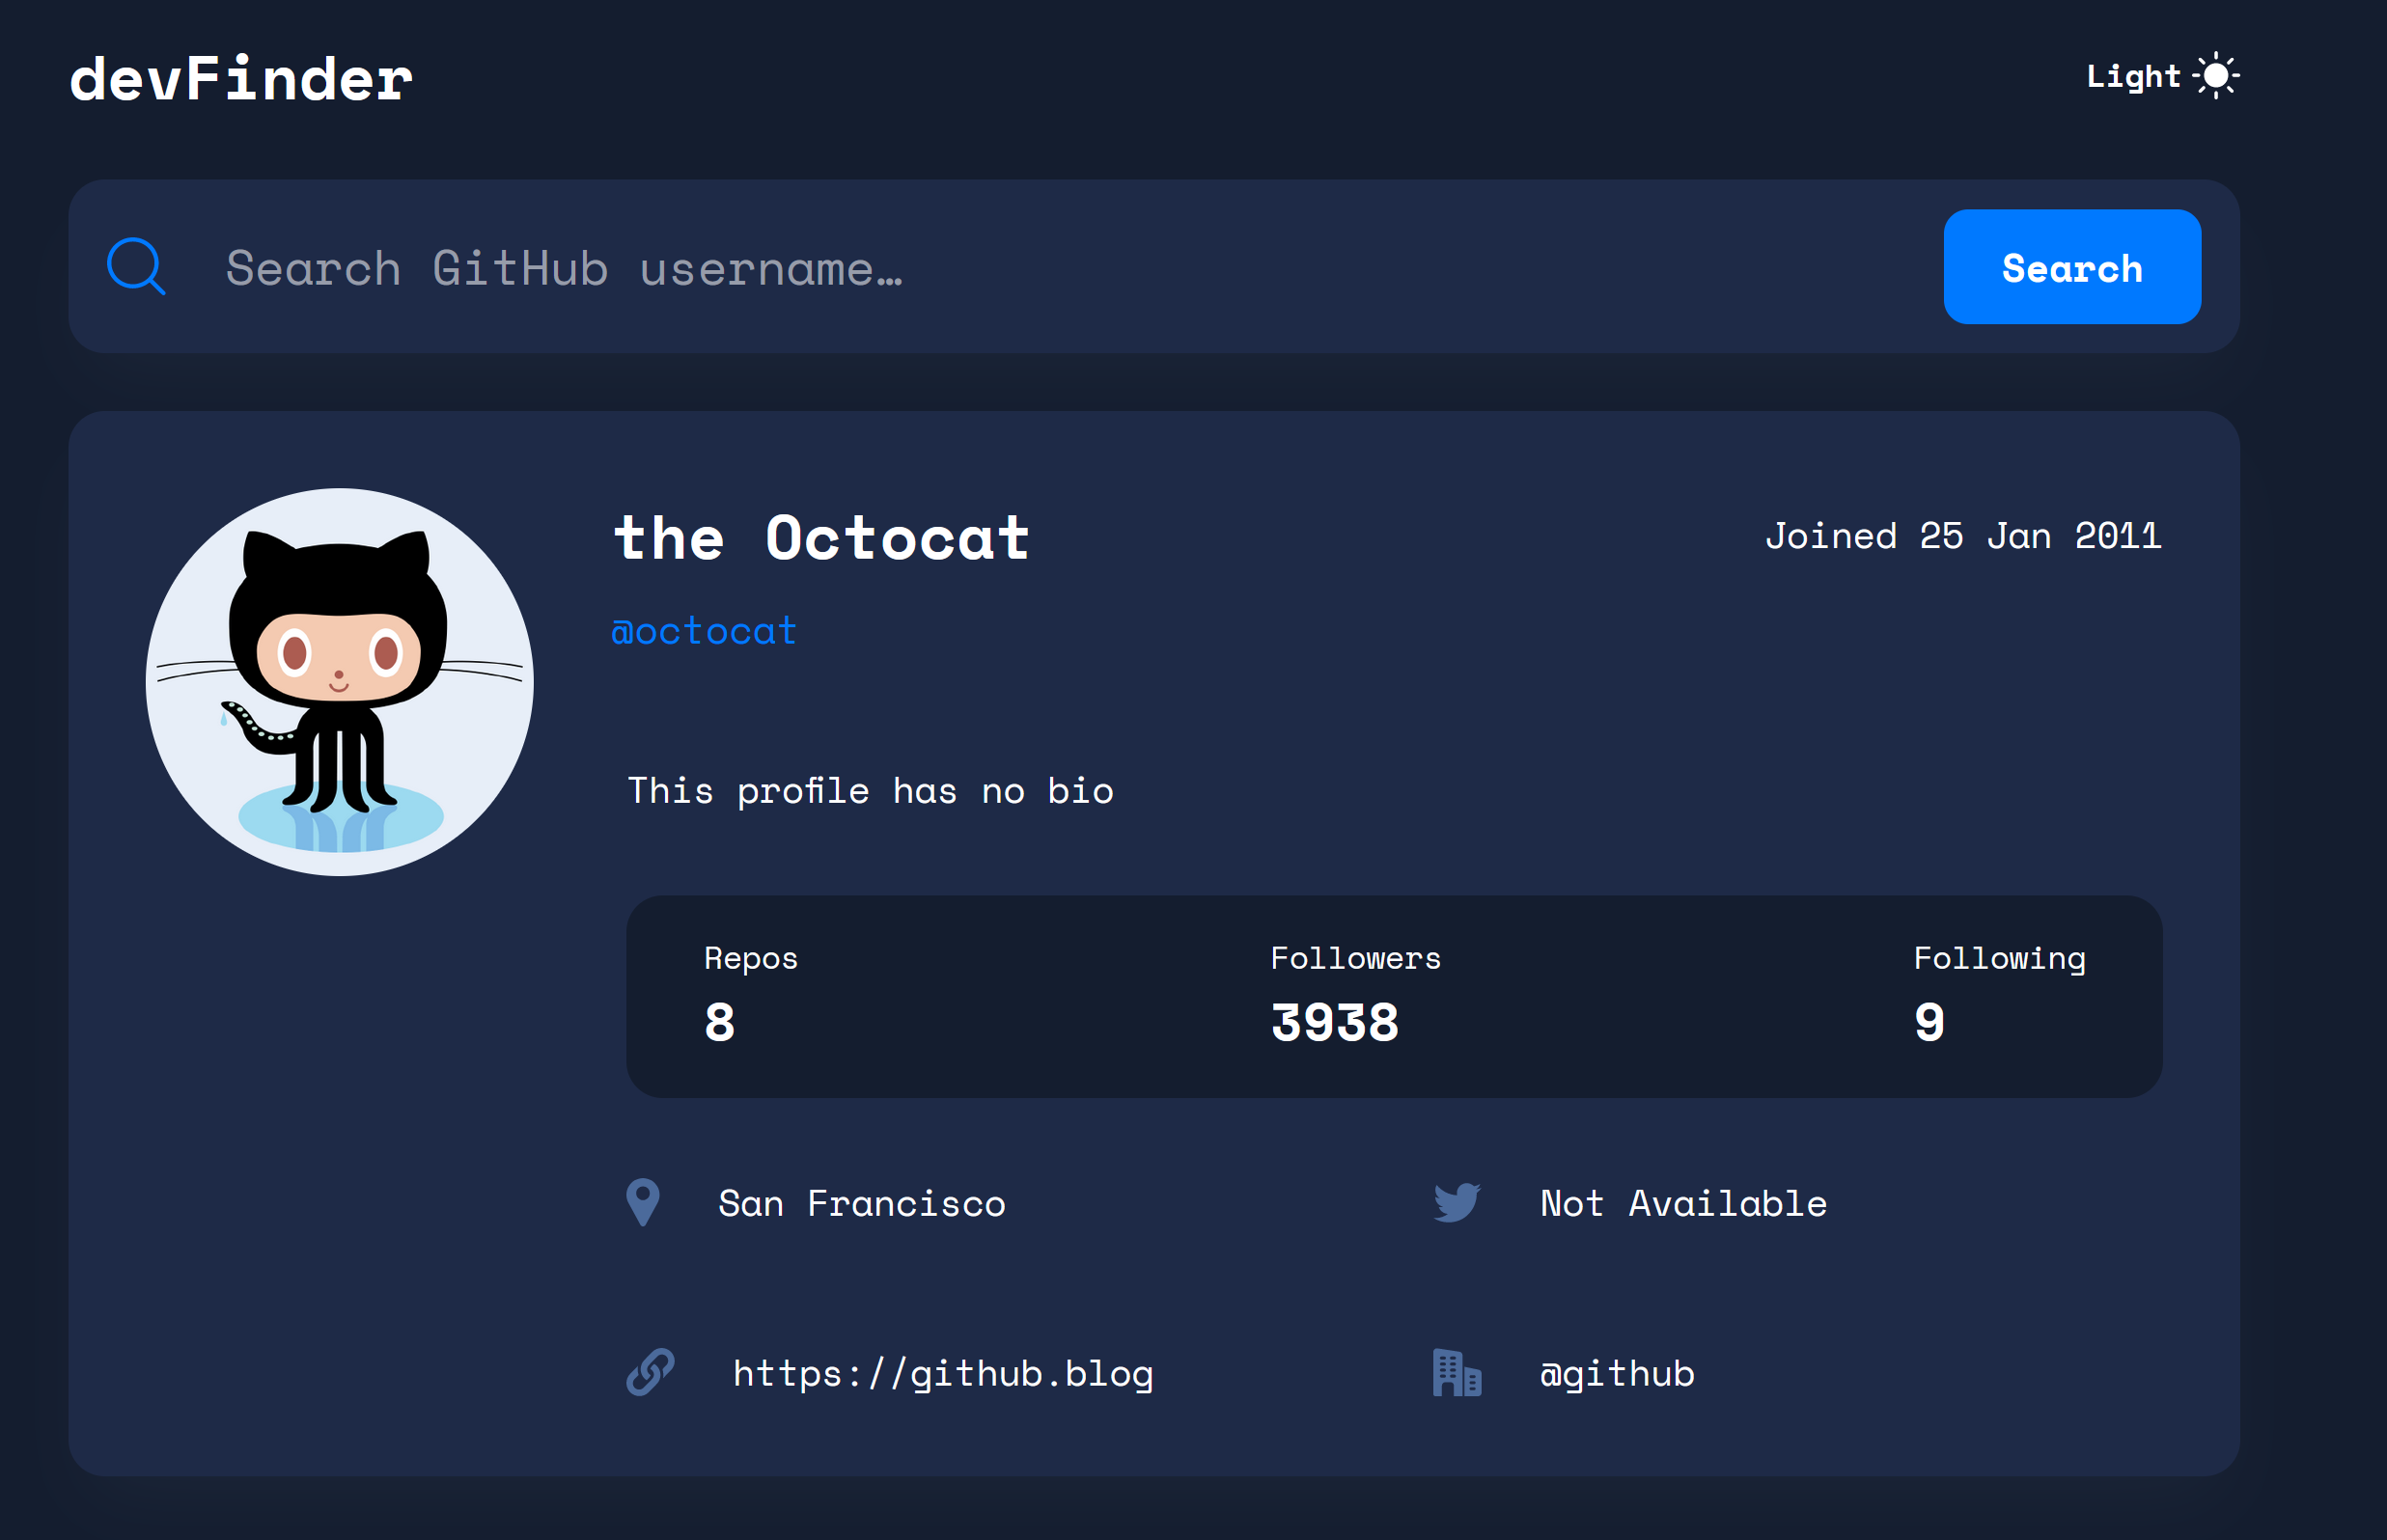 devFinder
Light
Search GitHub username…
Search
the Octocat
Joined 25 Jan 2011
@octocat
This profile has no bio
Repos
Followers
Following
8
3938
9
San Francisco
Not Available
https://github.blog
@github